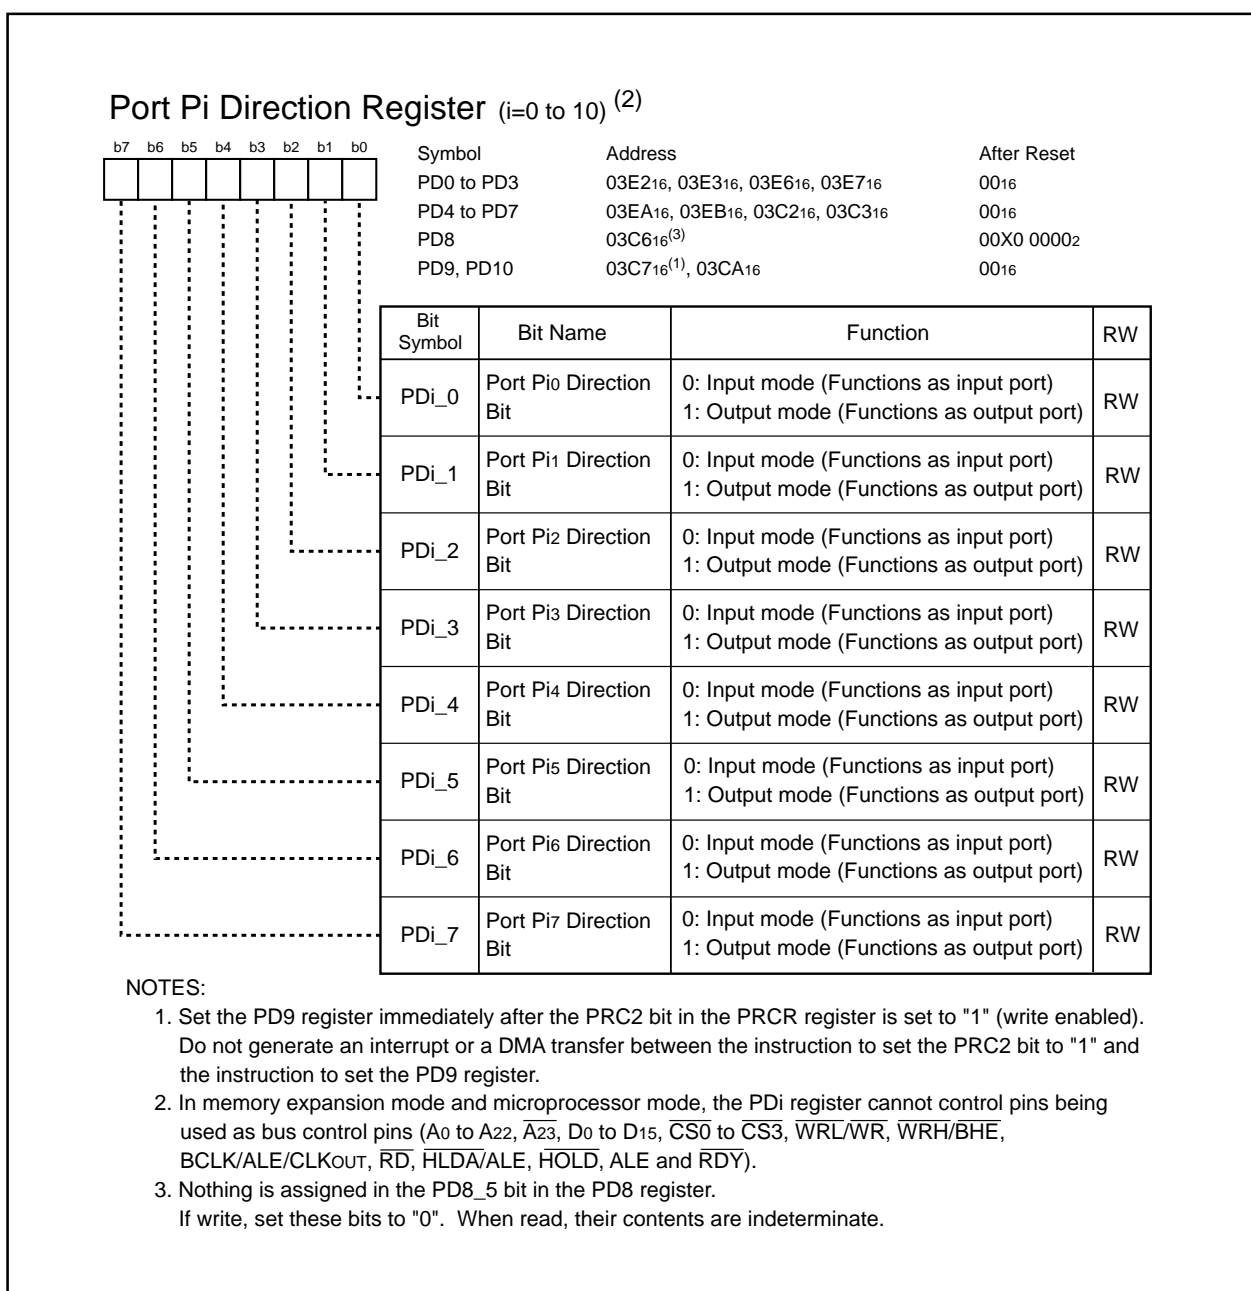 Port Pi Direction Register (i=0 to 10) (2)
b7 b6 b5 b4 b3 b2 b1 b0
Symbol Address After Reset
PD0 to PD3 03E216, 03E316, 03E616, 03E716 0016
PD4 to PD7 03EA16, 03EB16, 03C216, 03C316 0016
PD8 03C616(3) 00X0 00002
PD9, PD10 03C716(1), 03CA16 0016
Bit Symbol Bit Name Function RW
PDi_0 Port Pi0 Direction Bit 0: Input mode (Functions as input port) RW
1: Output mode (Functions as output port)
PDi_1 Port Pi1 Direction Bit 0: Input mode (Functions as input port) RW
1: Output mode (Functions as output port)
PDi_2 Port Pi2 Direction Bit 0: Input mode (Functions as input port) RW
1: Output mode (Functions as output port)
PDi_3 Port Pi3 Direction Bit 0: Input mode (Functions as input port) RW
1: Output mode (Functions as output port)
PDi_4 Port Pi4 Direction Bit 0: Input mode (Functions as input port) RW
1: Output mode (Functions as output port)
PDi_5 Port Pi5 Direction Bit 0: Input mode (Functions as input port) RW
1: Output mode (Functions as output port)
PDi_6 Port Pi6 Direction Bit 0: Input mode (Functions as input port) RW
1: Output mode (Functions as output port)
PDi_7 Port Pi7 Direction Bit 0: Input mode (Functions as input port) RW
1: Output mode (Functions as output port)
NOTES:
1. Set the PD9 register immediately after the PRC2 bit in the PRCR register is set to "1" (write enabled).
Do not generate an interrupt or a DMA transfer between the instruction to set the PRC2 bit to "1" and
the instruction to set the PD9 register.
2. In memory expansion mode and microprocessor mode, the PDi register cannot control pins being
used as bus control pins (A0 to A22, A̅2̅3̅, D0 to D15, C̅S̅0̅ to C̅S̅3̅, W̅R̅L̅/W̅R̅, W̅R̅H̅/B̅H̅E̅,
BCLK/ALE/CLKOUT, R̅D̅, H̅L̅D̅A̅/ALE, H̅O̅L̅D̅, ALE and R̅D̅Y̅).
3. Nothing is assigned in the PD8_5 bit in the PD8 register.
If write, set these bits to "0". When read, their contents are indeterminate.